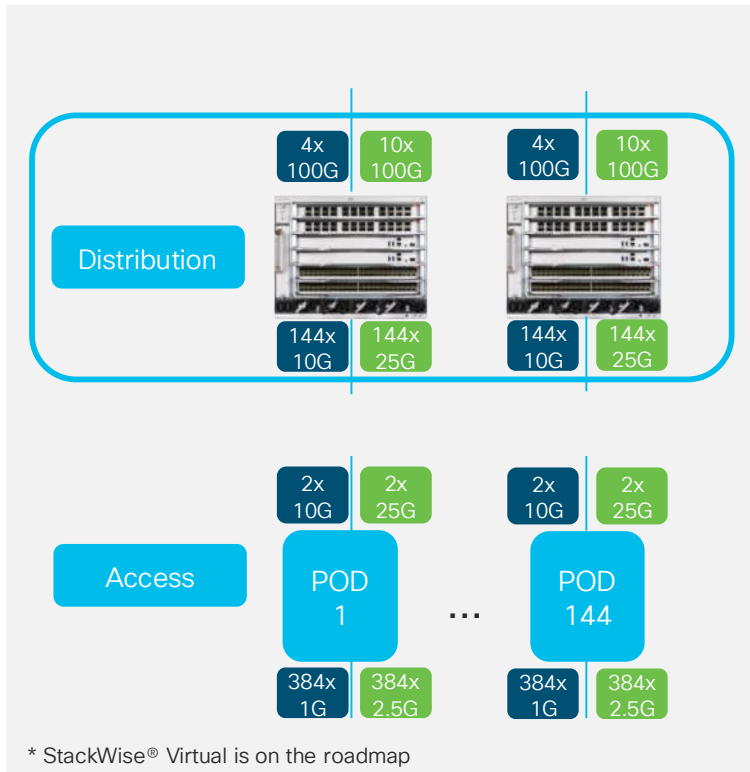 4x
100G
10x
100G
4x
100G
10x
100G
Distribution
144x
10G
144x
25G
144x
10G
144x
25G
2x
10G
2x
25G
2x
10G
2x
25G
Access
POD
1
...
POD
144
384x
1G
384x
2.5G
384x
1G
384x
2.5G
* StackWise® Virtual is on the roadmap